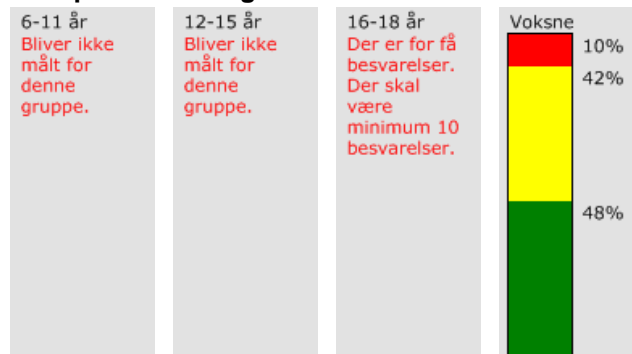 6-11 år
Bliver ikke
målt for
denne
gruppe.
12-15 år
Bliver ikke
målt for
denne
gruppe.
16-18 år
Der er for få
besvarelser.
Der skal
være
minimum 10
besvarelser.
Voksne
10%
42%
48%